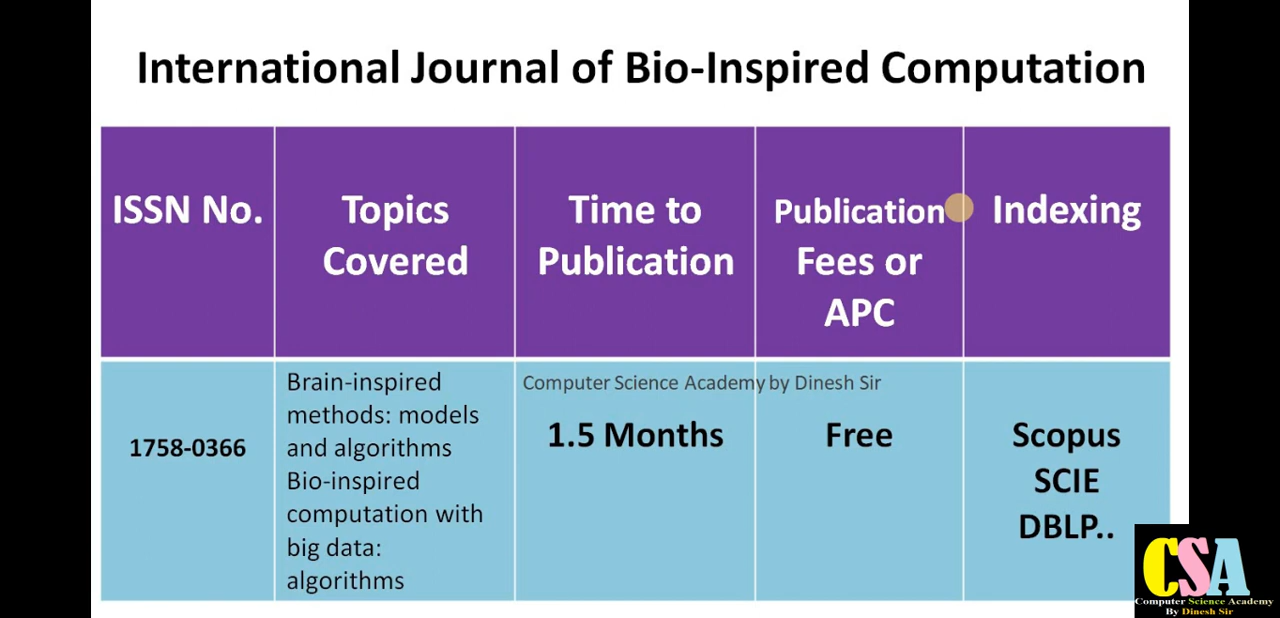 International Journal of Bio-Inspired Computation
ISSN No.
Topics
Covered
Time to
Publication
Publication
Fees or
APC
Indexing
1758-0366
Brain-inspired
methods: models
and algorithms
Bio-inspired
computation with
big data:
algorithms
Computer Science Academy by Dinesh Sir
1.5 Months
Free
Scopus
SCIE
DBLP..
CSA
Computer Science Academy
By Dinesh Sir